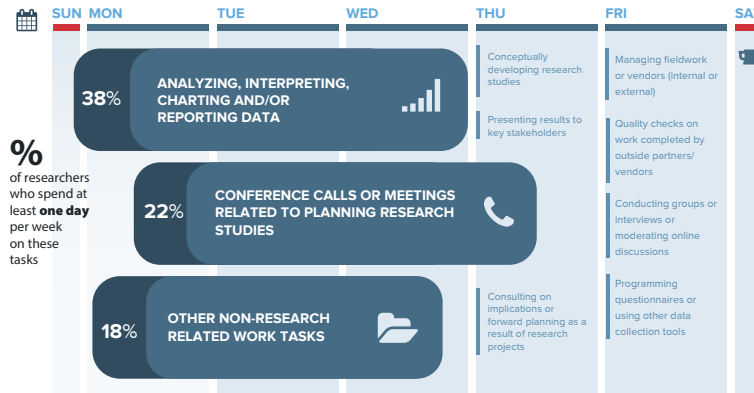 SUN MON TUE WED THU FRI SA
38%
ANALYZING, INTERPRETING,
CHARTING AND/OR
REPORTING DATA
Conceptually
developing research
studies
Presenting results to
key stakeholders
Managing fieldwork
or vendors (internal or
external)
Quality checks on
work completed by
outside partners/
vendors
%
of researchers
who spend at
least one day
per week
on these
tasks
22%
CONFERENCE CALLS OR MEETINGS
RELATED TO PLANNING RESEARCH
STUDIES
Conducting groups or
interviews or
moderating online
discussions
18%
OTHER NON-RESEARCH
RELATED WORK TASKS
Consulting on
implications or
forward planning as a
result of research
projects
Programming
questionnaires or
using other data
collection tools